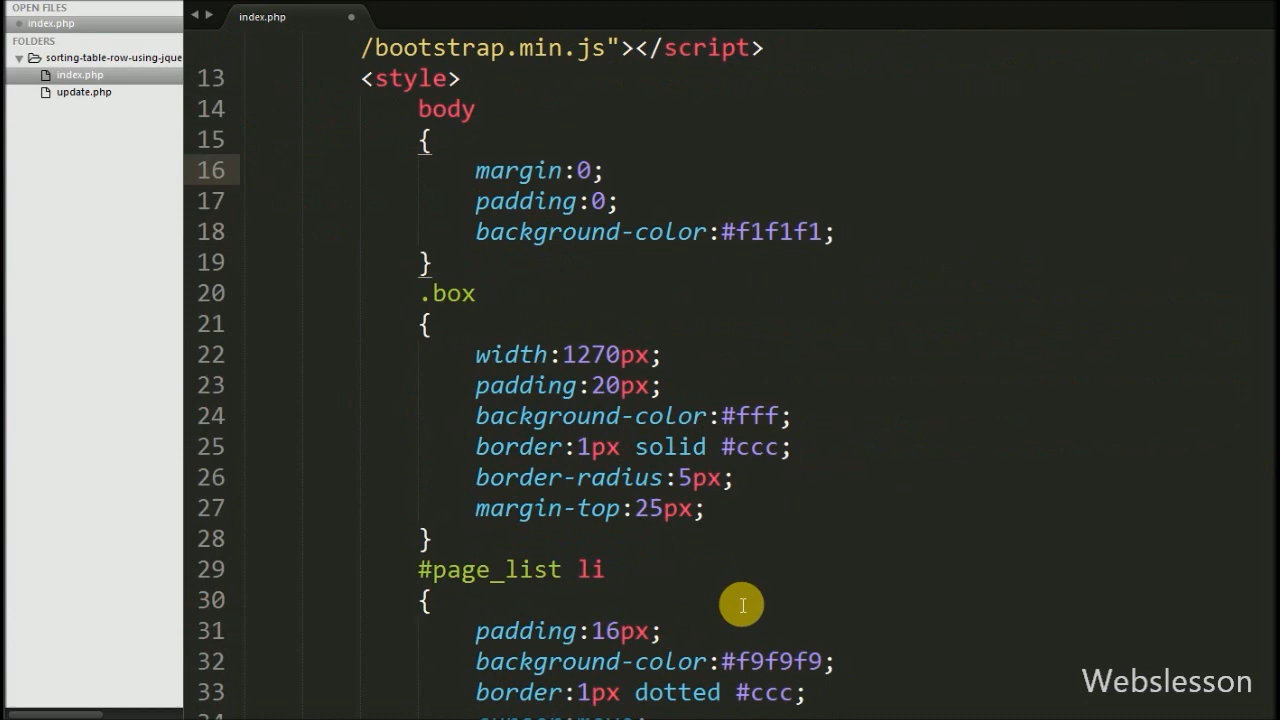 OPEN FILES
index.php
FOLDERS
sorting-table-row-using-jque
index.php
update.php
index.php
/bootstrap.min.js"></script>
13 <style>
14 body
15 {
16 margin:0;
17 padding:0;
18 background-color:#f1f1f1;
19 }
20 .box
21 {
22 width:1270px;
23 padding:20px;
24 background-color:#fff;
25 border:1px solid #ccc;
26 border-radius:5px;
27 margin-top:25px;
28 }
29 #page_list li
30 {
31 padding:16px;
32 background-color:#f9f9f9;
33 border:1px dotted #ccc;
34 cursor:move;
Webslesson